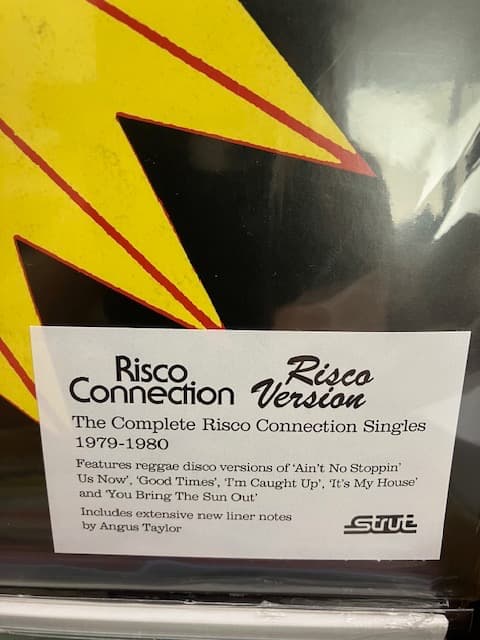 Risco Connection
Risco Version
The Complete Risco Connection Singles
1979-1980
Features reggae disco versions of ‘Ain’t No Stoppin’
Us Now’, ‘Good Times’, ‘I’m Caught Up’, ‘It’s My House’
and ‘You Bring The Sun Out’
Includes extensive new liner notes
by Angus Taylor
Strut